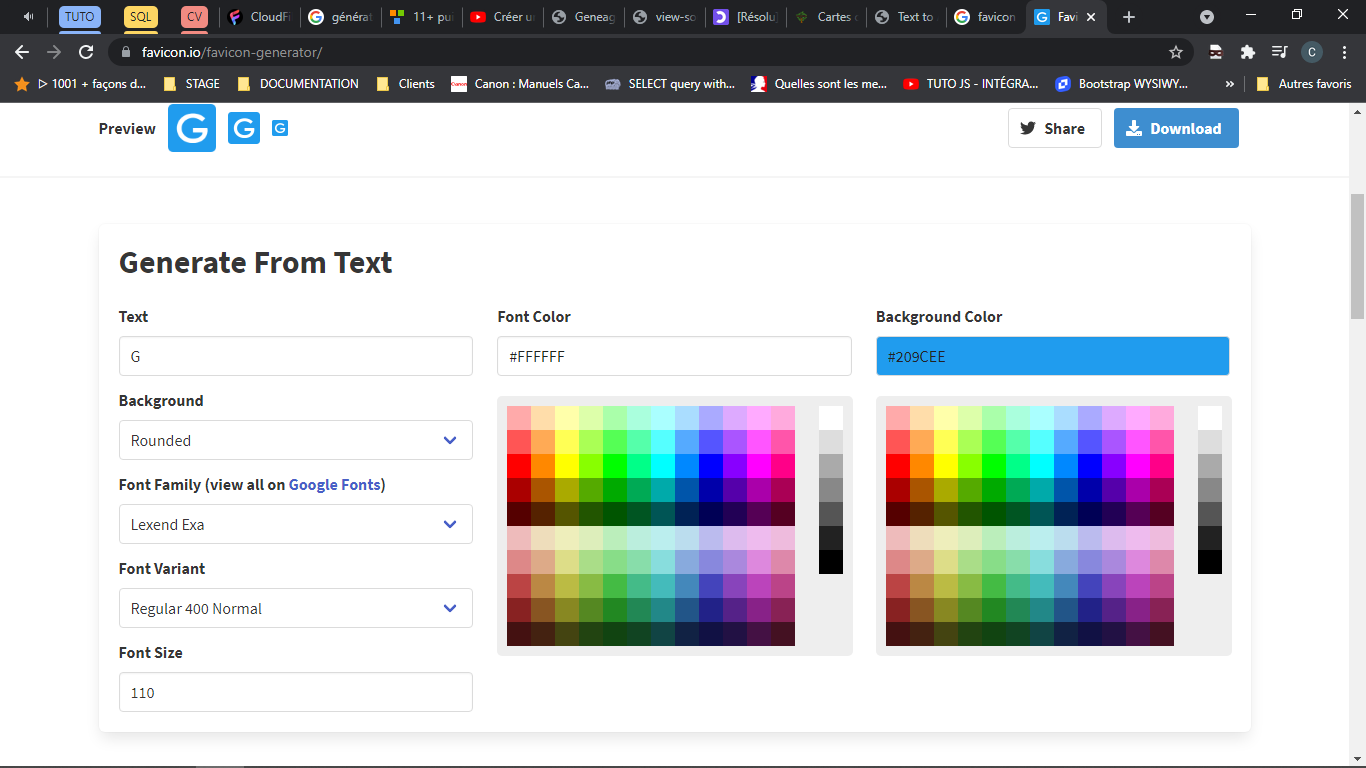 TUTO SQL CV CloudFi générat 11+ pui Créer u Geneag view-so [Résolu] Cartes Text to favicon Favi
favicon.io/favicon-generator/ C
▷ 1001 + façons d... STAGE DOCUMENTATION Clients Canon : Manuels Ca... SELECT query with... Quelles sont les me... TUTO JS - INTÉGRA... Bootstrap WYSIWY... » Autres favoris
Preview G G G Share Download
Generate From Text
Text Font Color Background Color
G #FFFFFF #209CEE
Background
Rounded
Font Family (view all on Google Fonts)
Lexend Exa
Font Variant
Regular 400 Normal
Font Size
110